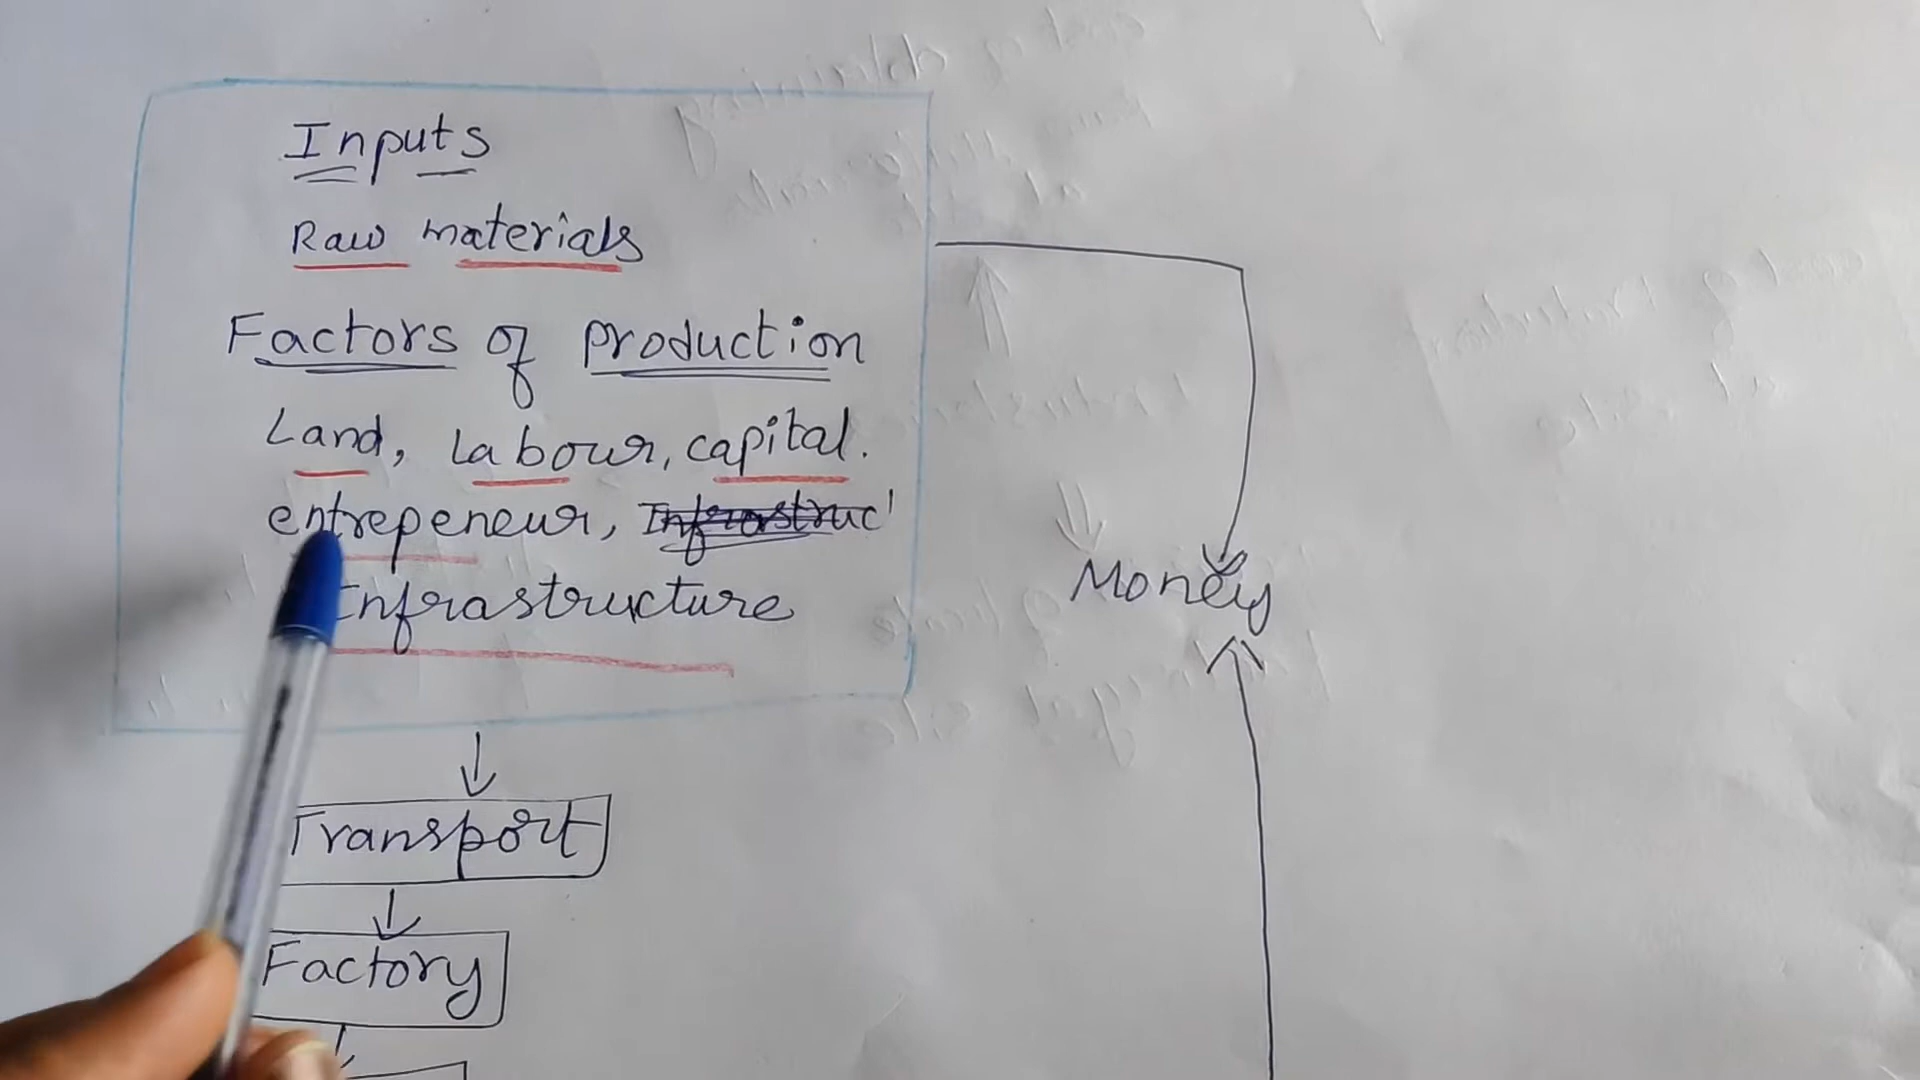 Inputs
Raw materials
Factors of production
Land, Labour, capital.
entrepeneur, Infrastruc
Infrastructure
Money
Transport
Factory